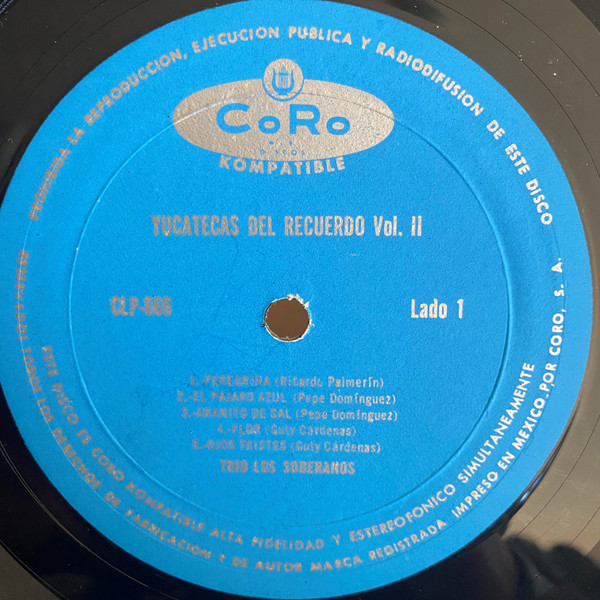 PROHIBIDA LA REPRODUCCION, EJECUCION PUBLICA Y RADIODIFUSION DE ESTE DISCO
CORO
DISCOS
KOMPATIBLE
YUCATECAS DEL RECUERDO Vol. II
Lado 1
1.-PEREGRINA (Ricardo Palmerín)
2.-EL PAJARO AZUL (Pepe Domínguez)
3.-GRANITO DE SAL (Pepe Domínguez)
4.-FLOR (Guty Cárdenas)
5.-OJOS TRISTES (Guty Cárdenas)
TRIO LOS SOBERANOS
ESTE DISCO ES CORO KOMPATIBLE ALTA FIDELIDAD Y ESTEREOFONICO SIMULTANEAMENTE
TODOS LOS DERECHOS DE FABRICACION Y DE AUTOR MARCA REGISTRADA IMPRESO EN MEXICO POR CORO, S. A.